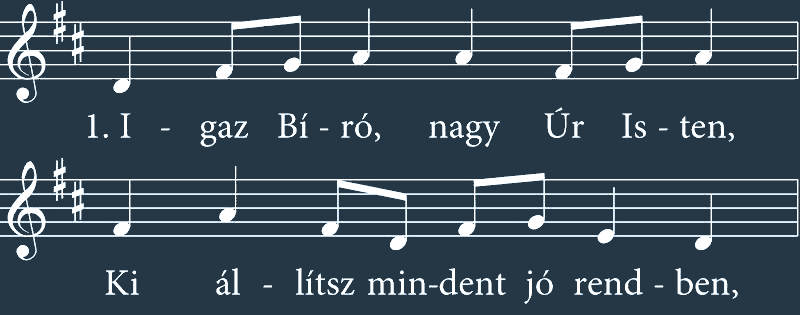 1. I - gaz Bí - ró, nagy Úr Is - ten,
Ki ál - lítsz min-dent jó rend - ben,